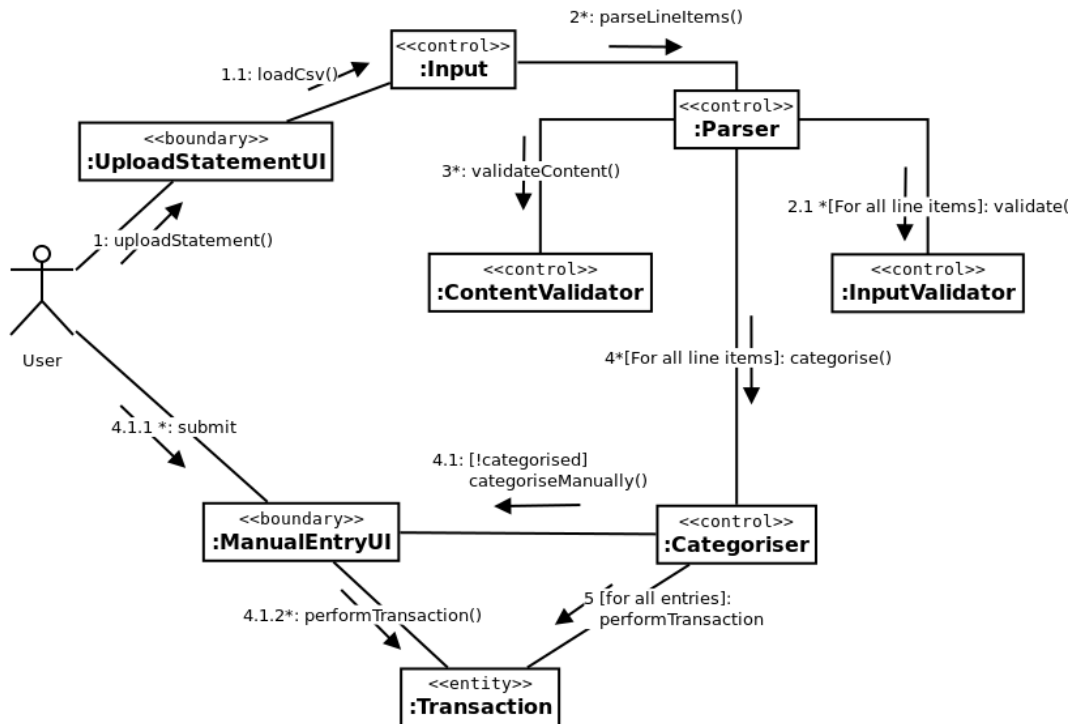 2*: parseLineItems()
<<control>>
:Input
1.1: loadCsv()
<<control>>
:Parser
<<boundary>>
:UploadStatementUI
3*: validateContent()
2.1 *[For all line items]: validate(
1: uploadStatement()
<<control>>
:ContentValidator
<<control>>
:InputValidator
User
4*[For all line items]: categorise()
4.1.1 *: submit
4.1: [!categorised]
categoriseManually()
<<boundary>>
:ManualEntryUI
<<control>>
:Categoriser
4.1.2*: performTransaction()
5 [for all entries]:
performTransaction
<<entity>>
:Transaction